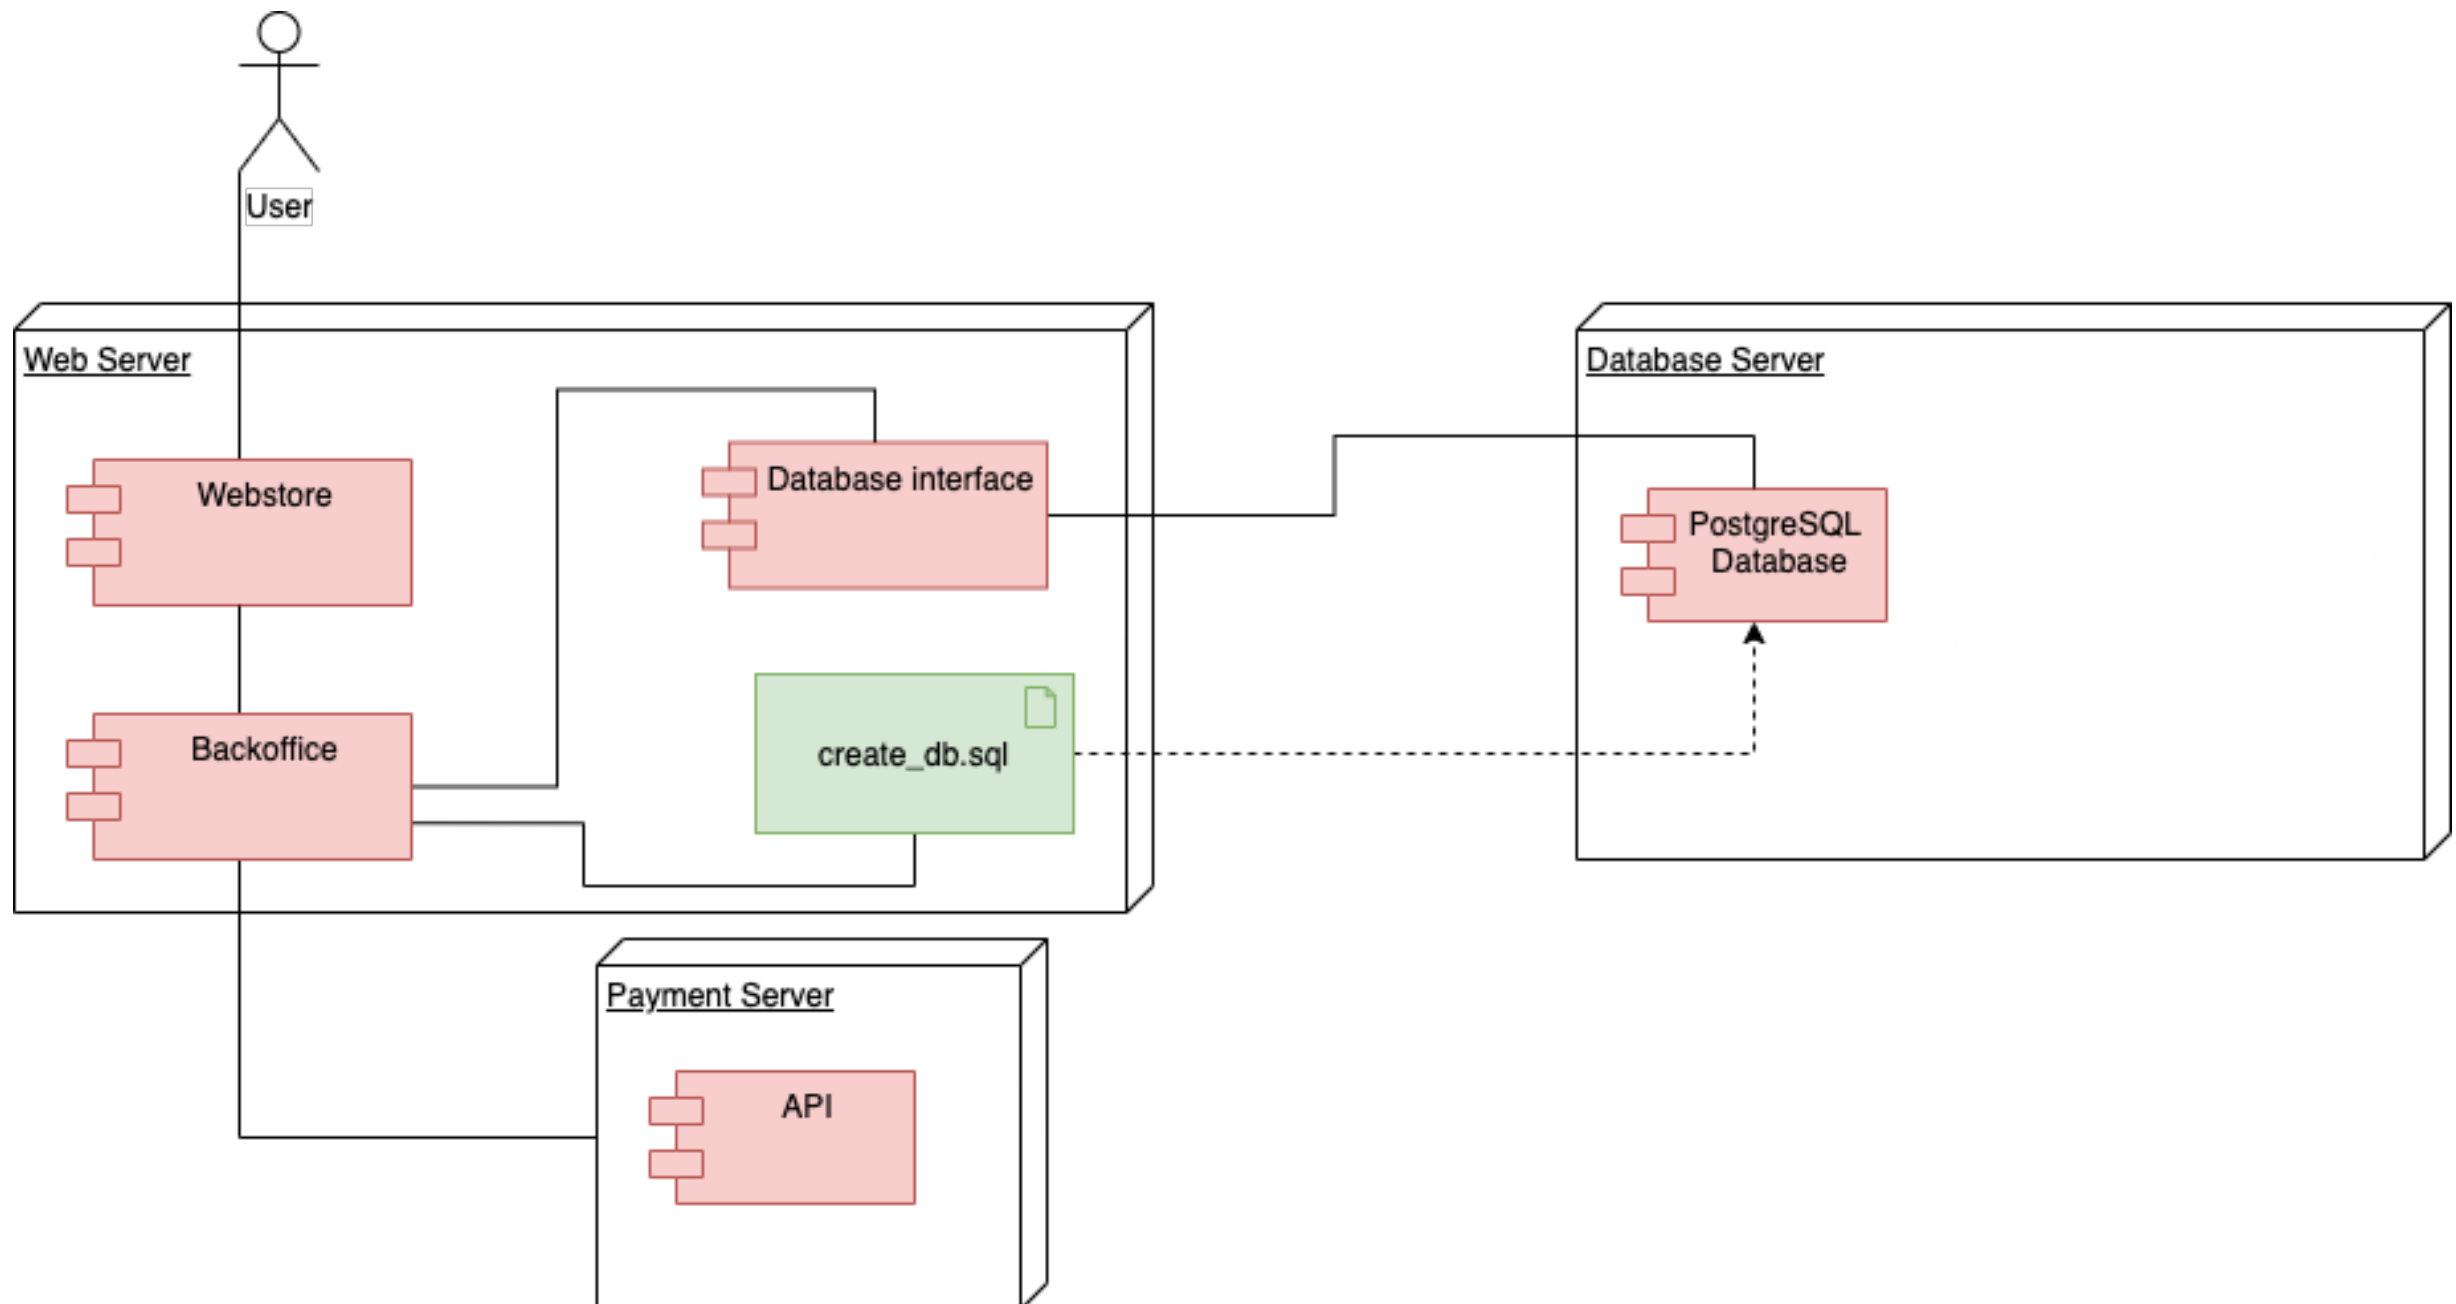 User
Web Server
Database Server
Webstore
Database interface
PostgreSQL
Database
Backoffice
create_db.sql
Payment Server
API